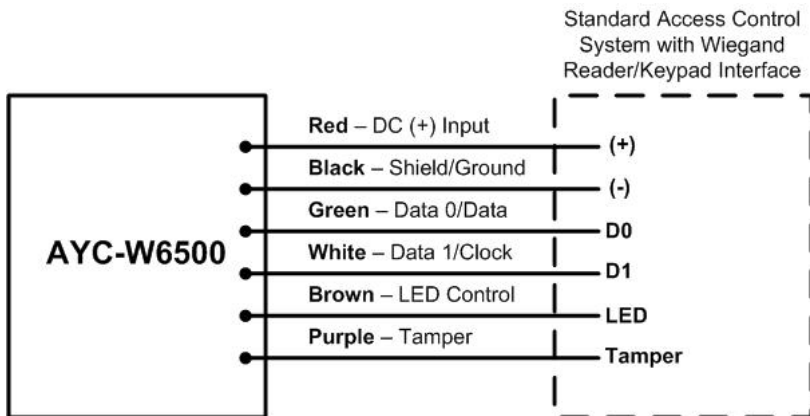 Standard Access Control
System with Wiegand
Reader/Keypad Interface
Red – DC (+) Input
(+)
Black – Shield/Ground
(-)
Green – Data 0/Data
D0
AYC-W6500
White – Data 1/Clock
D1
Brown – LED Control
LED
Purple – Tamper
Tamper